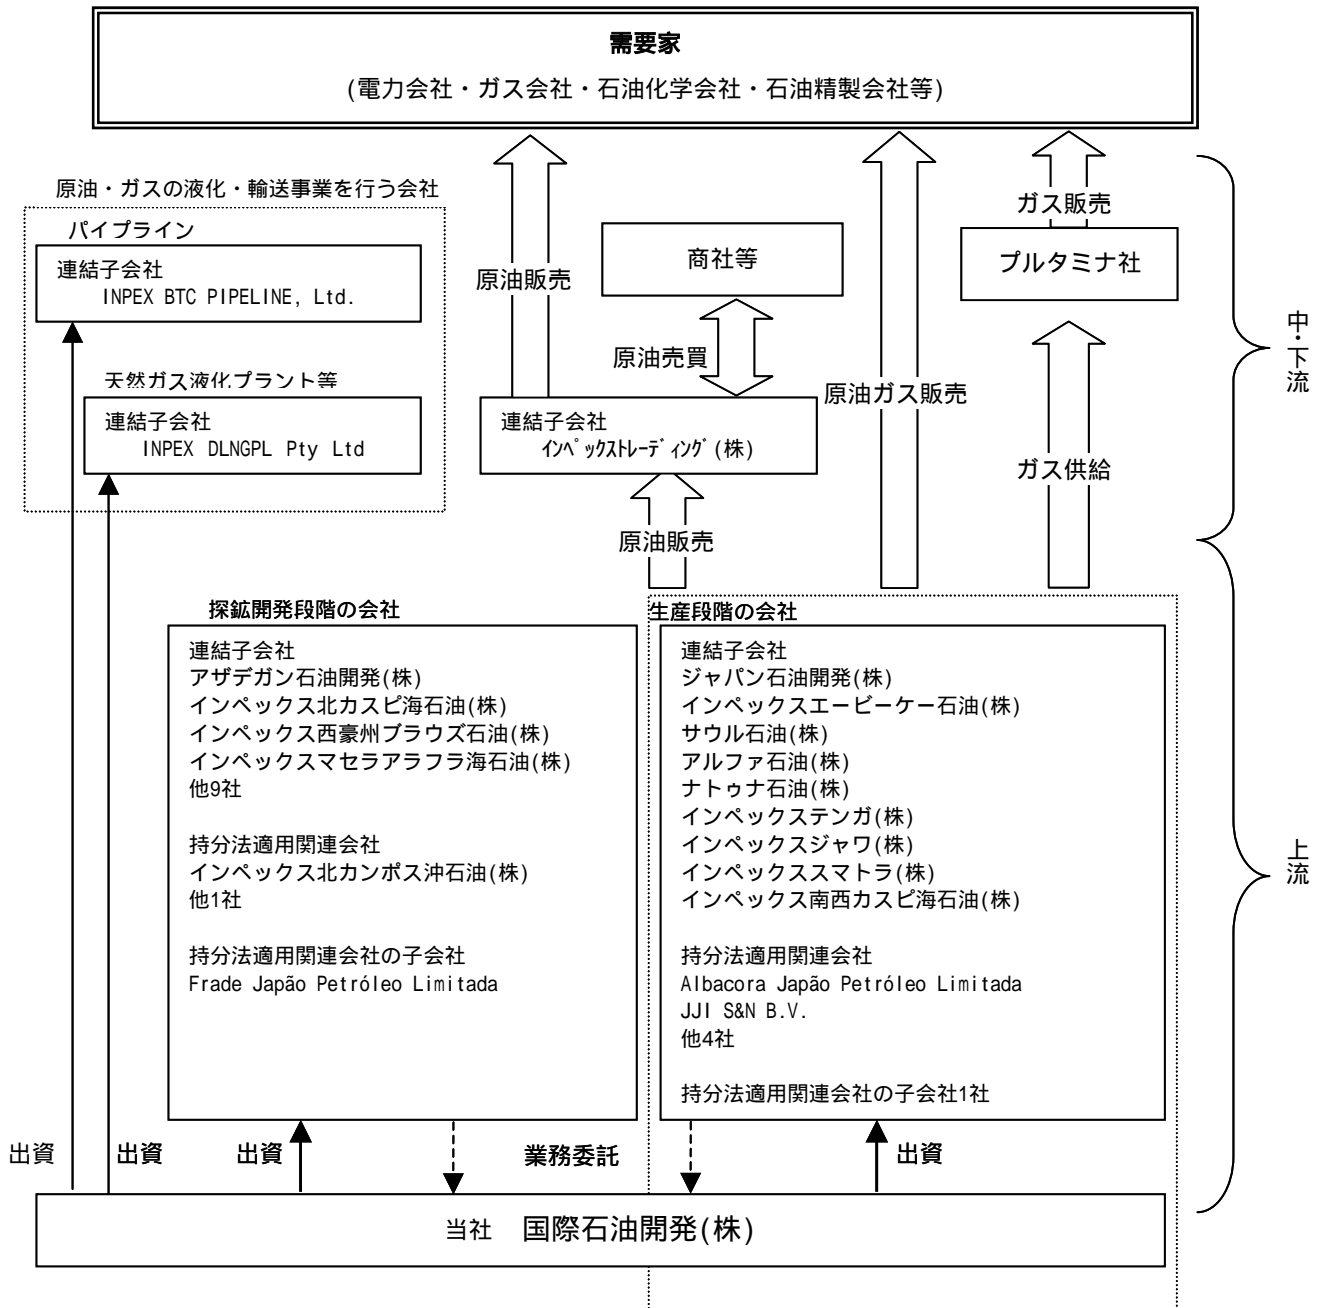 需要家
(電力会社・ガス会社・石油化学会社・石油精製会社等)
原油・ガスの液化・輸送事業を行う会社
パイプライン
連結子会社
INPEX BTC PIPELINE, Ltd.
天然ガス液化プラント等
連結子会社
INPEX DLNGPL Pty Ltd
原油販売
商社等
原油売買
連結子会社
ｲﾝﾍﾟｯｸｽﾄﾚｰﾃﾞｨﾝｸﾞ(株)
原油販売
原油ガス販売
ガス販売
プルタミナ社
ガス供給
中・下流
探鉱開発段階の会社
連結子会社
アザデガン石油開発(株)
インペックス北カスピ海石油(株)
インペックス西豪州ブラウズ石油(株)
インペックスマセラアラフラ海石油(株)
他9社
持分法適用関連会社
インペックス北カンポス沖石油(株)
他1社
持分法適用関連会社の子会社
Frade Japão Petróleo Limitada
生産段階の会社
連結子会社
ジャパン石油開発(株)
インペックスエービーケー石油(株)
サウル石油(株)
アルファ石油(株)
ナトゥナ石油(株)
インペックステンガ(株)
インペックスジャワ(株)
インペックススマトラ(株)
インペックス南西カスピ海石油(株)
持分法適用関連会社
Albacora Japão Petróleo Limitada
JJI S&N B.V.
他4社
持分法適用関連会社の子会社1社
上流
出資
出資
出資
業務委託
出資
当社 国際石油開発(株)